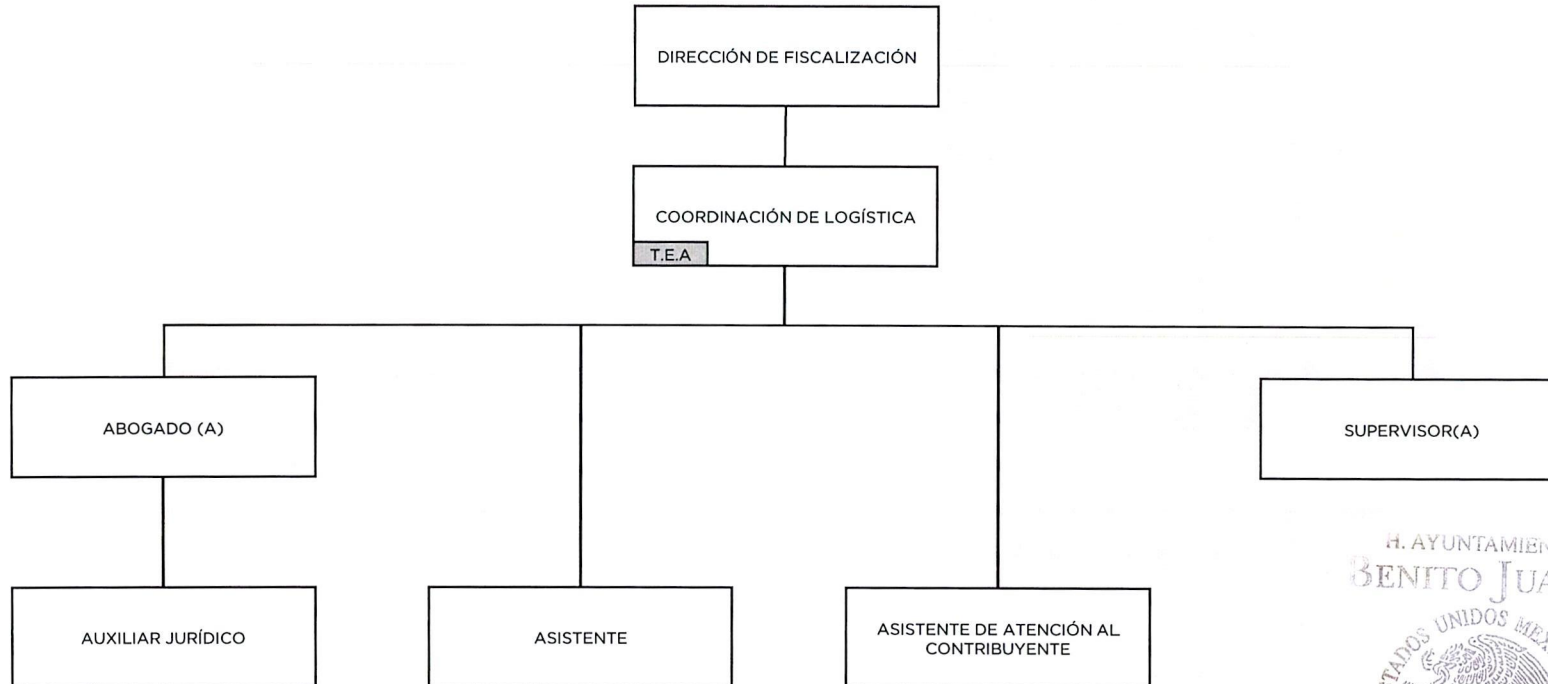 DIRECCIÓN DE FISCALIZACIÓN
COORDINACIÓN DE LOGÍSTICA
T.E.A
ABOGADO (A)
SUPERVISOR(A)
AUXILIAR JURÍDICO
ASISTENTE
ASISTENTE DE ATENCIÓN AL
CONTRIBUYENTE
H. AYUNTAMIEN
BENITO JUA
UNIDOS